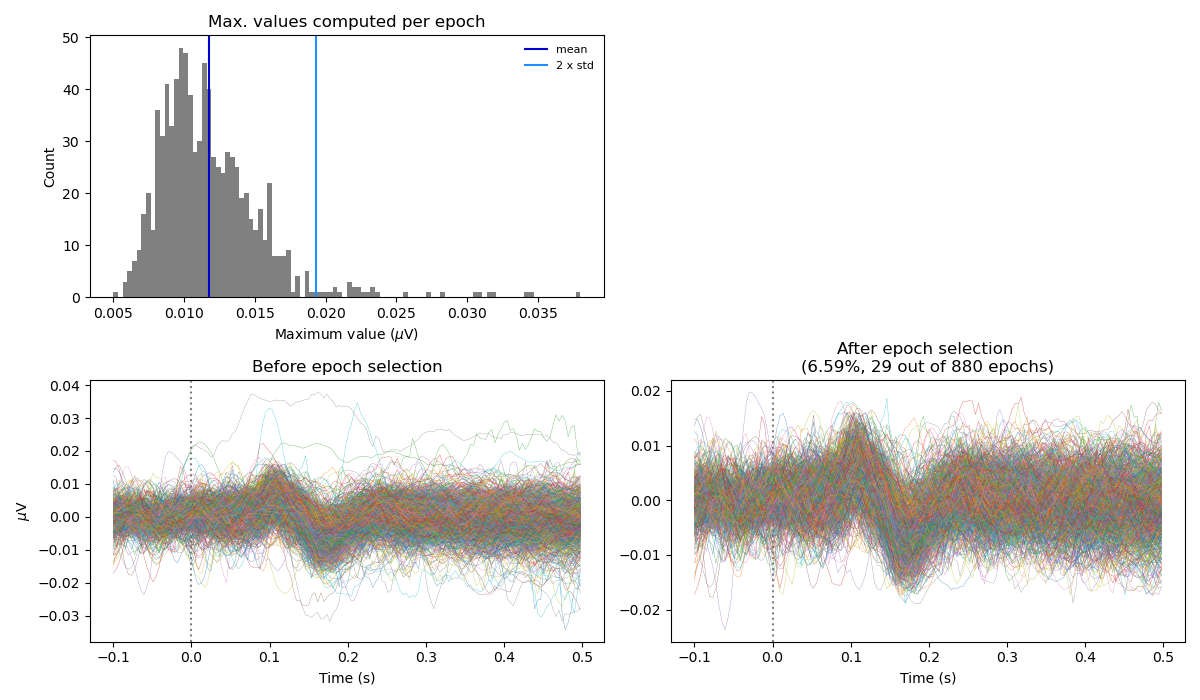 Max. values computed per epoch
50
40
30
20
10
0
Count
mean
2 x std
0.005 0.010 0.015 0.020 0.025 0.030 0.035
Maximum value (μV)
Before epoch selection
0.04
0.03
0.02
0.01
0.00
−0.01
−0.02
−0.03
μV
−0.1 0.0 0.1 0.2 0.3 0.4 0.5
Time (s)
After epoch selection
(6.59%, 29 out of 880 epochs)
0.02
0.01
0.00
−0.01
−0.02
−0.1 0.0 0.1 0.2 0.3 0.4 0.5
Time (s)